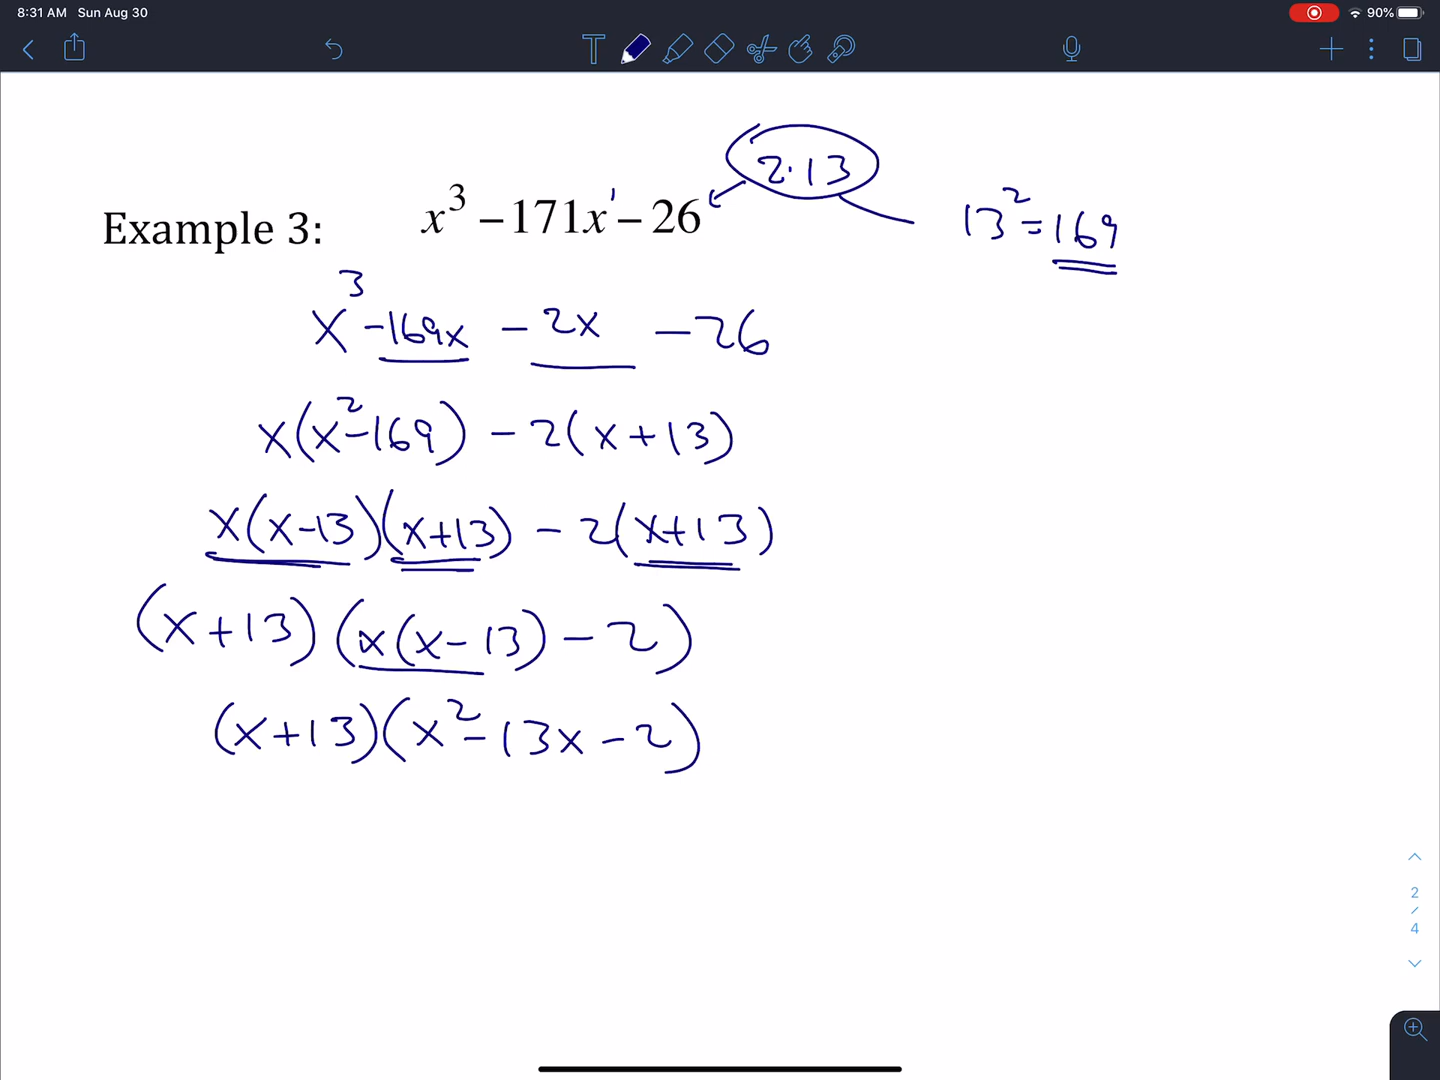 8:31 AM Sun Aug 30
90%
2·13
Example 3: x³ – 171x¹ – 26
13² = 169
x³ - 169x - 2x - 26
x(x² - 169) - 2(x + 13)
x(x - 13)(x + 13) - 2(x + 13)
(x + 13)(x(x - 13) - 2)
(x + 13)(x² - 13x - 2)
2
/
4